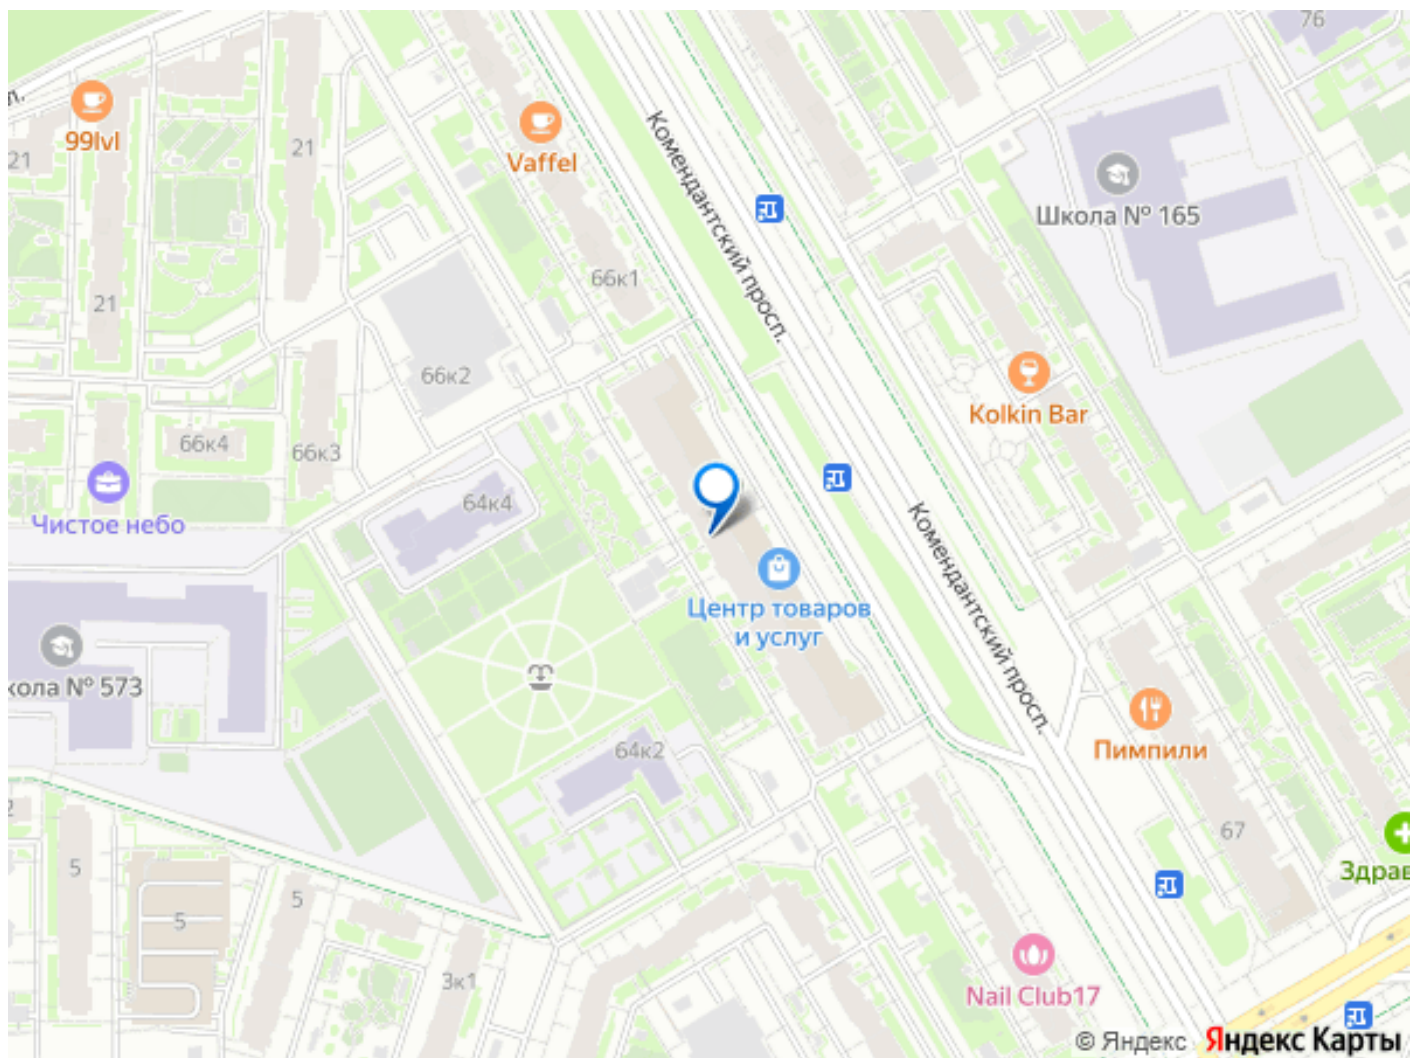 76
99lvl
21
21
Vaffel
Комендантский просп.
Школа № 165
21
66к1
66к2
Kolkin Bar
66к4
66к3
64к4
Чистое небо
Центр товаров
и услуг
Комендантский просп.
кола № 573
64к2
Пимпили
67
5
5
5
Здрав
3к1
Nail Club17
© Яндекс Яндекс Карты